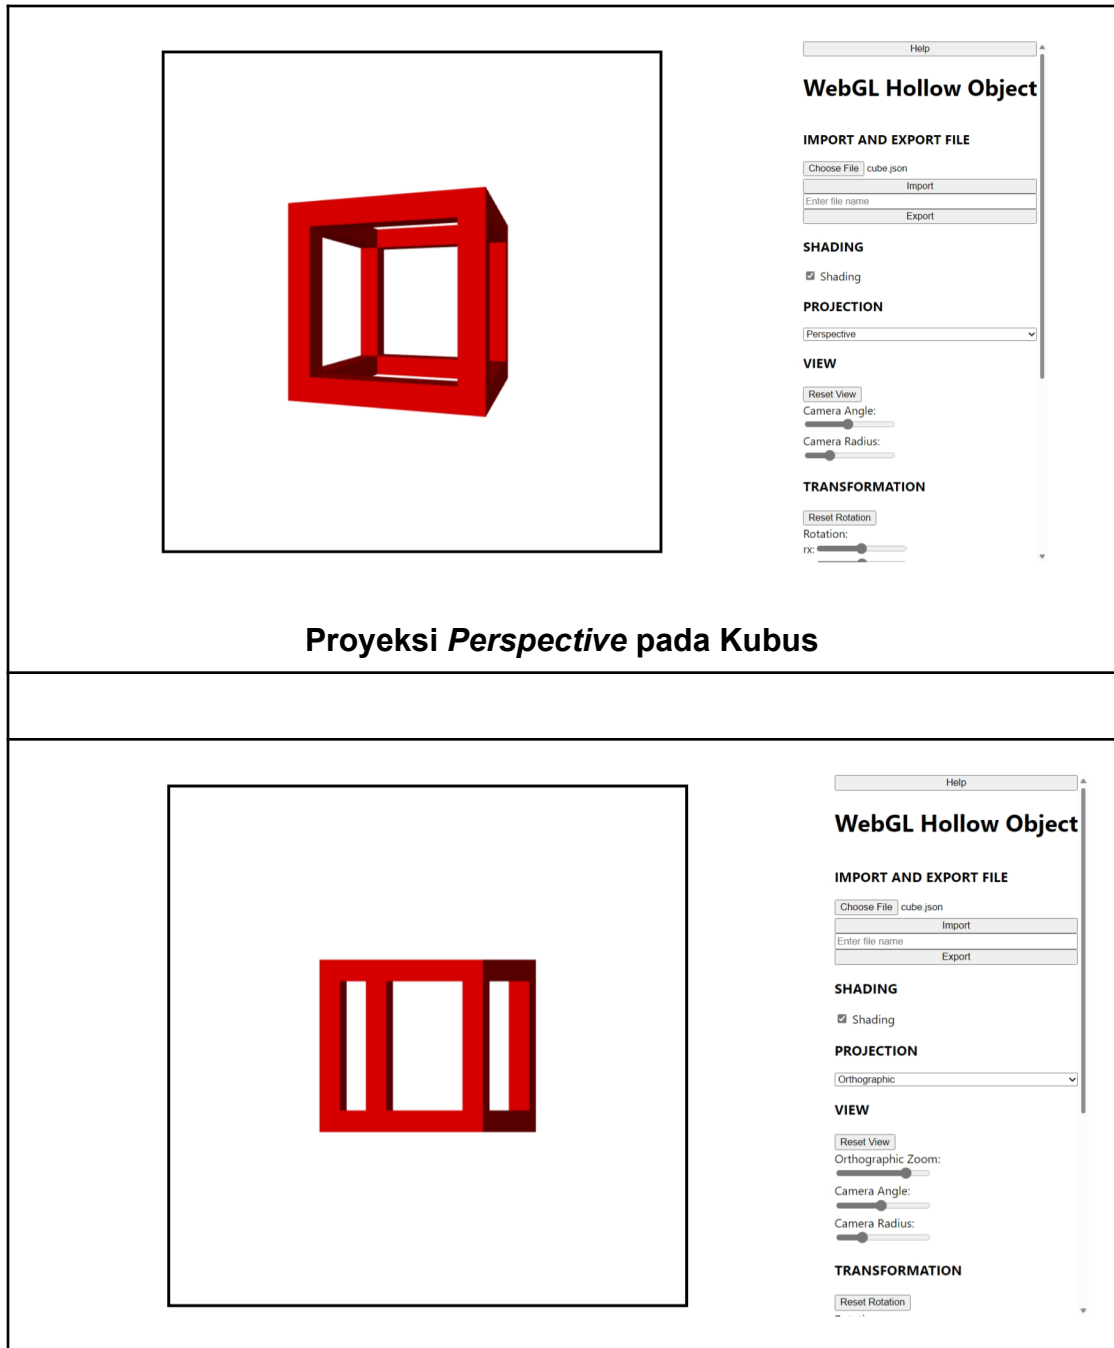 Help
WebGL Hollow Object
IMPORT AND EXPORT FILE
Choose File cube.json
Import
Enter file name
Export
SHADING
Shading
PROJECTION
Perspective
VIEW
Reset View
Camera Angle:
Camera Radius:
TRANSFORMATION
Reset Rotation
Rotation:
rx:
Proyeksi Perspective pada Kubus
Help
WebGL Hollow Object
IMPORT AND EXPORT FILE
Choose File cube.json
Import
Enter file name
Export
SHADING
Shading
PROJECTION
Orthographic
VIEW
Reset View
Orthographic Zoom:
Camera Angle:
Camera Radius:
TRANSFORMATION
Reset Rotation